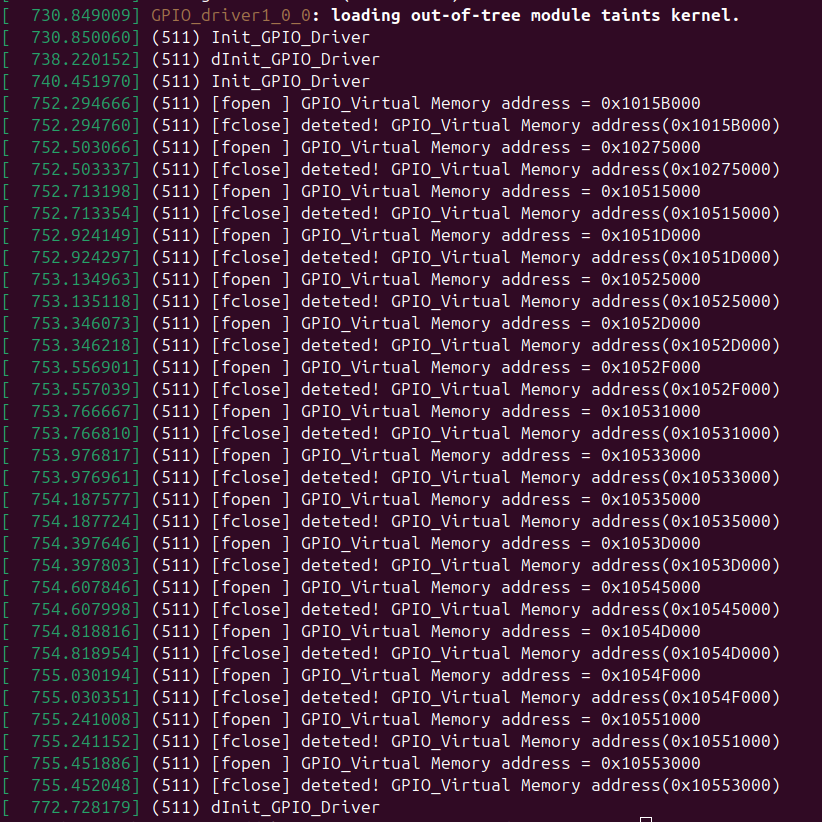 [  730.849009] GPIO_driver1_0_0: loading out-of-tree module taints kernel.
[  730.850060] (511) Init_GPIO_Driver
[  738.220152] (511) dInit_GPIO_Driver
[  740.451970] (511) Init_GPIO_Driver
[  752.294666] (511) [fopen ] GPIO_Virtual Memory address = 0x1015B000
[  752.294760] (511) [fclose] deteted! GPIO_Virtual Memory address(0x1015B000)
[  752.503066] (511) [fopen ] GPIO_Virtual Memory address = 0x10275000
[  752.503337] (511) [fclose] deteted! GPIO_Virtual Memory address(0x10275000)
[  752.713198] (511) [fopen ] GPIO_Virtual Memory address = 0x10515000
[  752.713354] (511) [fclose] deteted! GPIO_Virtual Memory address(0x10515000)
[  752.924149] (511) [fopen ] GPIO_Virtual Memory address = 0x1051D000
[  752.924297] (511) [fclose] deteted! GPIO_Virtual Memory address(0x1051D000)
[  753.134963] (511) [fopen ] GPIO_Virtual Memory address = 0x10525000
[  753.135118] (511) [fclose] deteted! GPIO_Virtual Memory address(0x10525000)
[  753.346073] (511) [fopen ] GPIO_Virtual Memory address = 0x1052D000
[  753.346218] (511) [fclose] deteted! GPIO_Virtual Memory address(0x1052D000)
[  753.556901] (511) [fopen ] GPIO_Virtual Memory address = 0x1052F000
[  753.557039] (511) [fclose] deteted! GPIO_Virtual Memory address(0x1052F000)
[  753.766667] (511) [fopen ] GPIO_Virtual Memory address = 0x10531000
[  753.766810] (511) [fclose] deteted! GPIO_Virtual Memory address(0x10531000)
[  753.976817] (511) [fopen ] GPIO_Virtual Memory address = 0x10533000
[  753.976961] (511) [fclose] deteted! GPIO_Virtual Memory address(0x10533000)
[  754.187577] (511) [fopen ] GPIO_Virtual Memory address = 0x10535000
[  754.187724] (511) [fclose] deteted! GPIO_Virtual Memory address(0x10535000)
[  754.397646] (511) [fopen ] GPIO_Virtual Memory address = 0x1053D000
[  754.397803] (511) [fclose] deteted! GPIO_Virtual Memory address(0x1053D000)
[  754.607846] (511) [fopen ] GPIO_Virtual Memory address = 0x10545000
[  754.607998] (511) [fclose] deteted! GPIO_Virtual Memory address(0x10545000)
[  754.818816] (511) [fopen ] GPIO_Virtual Memory address = 0x1054D000
[  754.818954] (511) [fclose] deteted! GPIO_Virtual Memory address(0x1054D000)
[  755.030194] (511) [fopen ] GPIO_Virtual Memory address = 0x1054F000
[  755.030351] (511) [fclose] deteted! GPIO_Virtual Memory address(0x1054F000)
[  755.241008] (511) [fopen ] GPIO_Virtual Memory address = 0x10551000
[  755.241152] (511) [fclose] deteted! GPIO_Virtual Memory address(0x10551000)
[  755.451886] (511) [fopen ] GPIO_Virtual Memory address = 0x10553000
[  755.452048] (511) [fclose] deteted! GPIO_Virtual Memory address(0x10553000)
[  772.728179] (511) dInit_GPIO_Driver